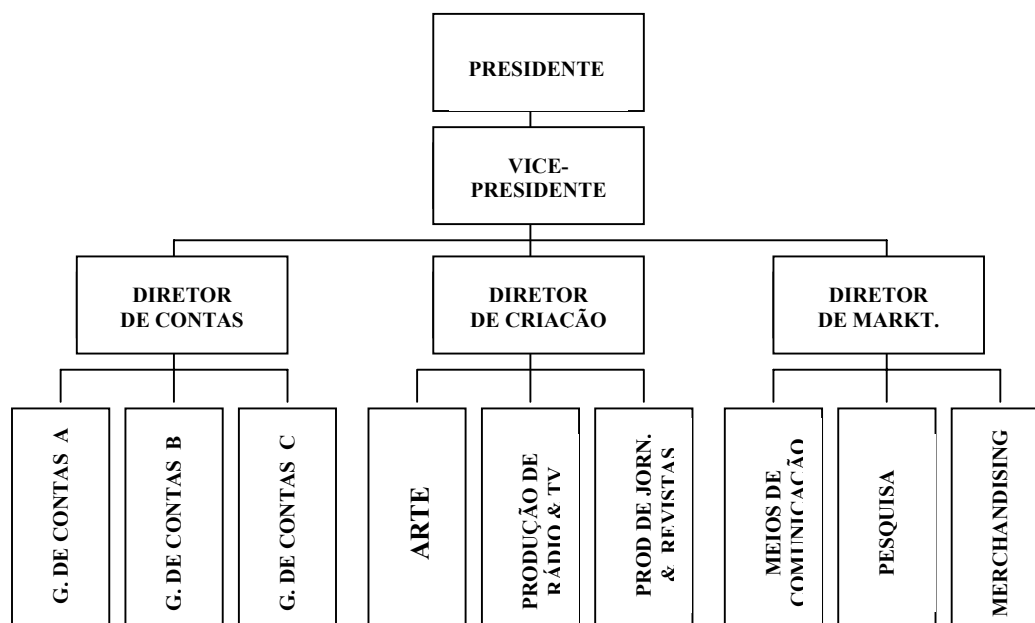 PRESIDENTE
VICE-
PRESIDENTE
DIRETOR
DE CONTAS
DIRETOR
DE CRIAÇÃO
DIRETOR
DE MARKT.
G. DE CONTAS A
G. DE CONTAS B
G. DE CONTAS C
ARTE
PRODUÇÃO DE
RÁDIO & TV
PROD DE JORN.
& REVISTAS
MEIOS DE
COMUNICAÇÃO
PESQUISA
MERCHANDISING